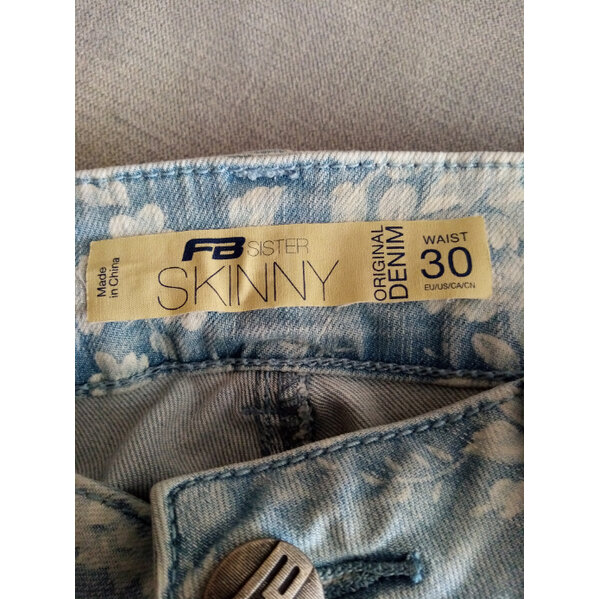 Made
in China
FB SISTER
SKINNY
ORIGINAL
DENIM
WAIST
30
EU/US/CA/CN